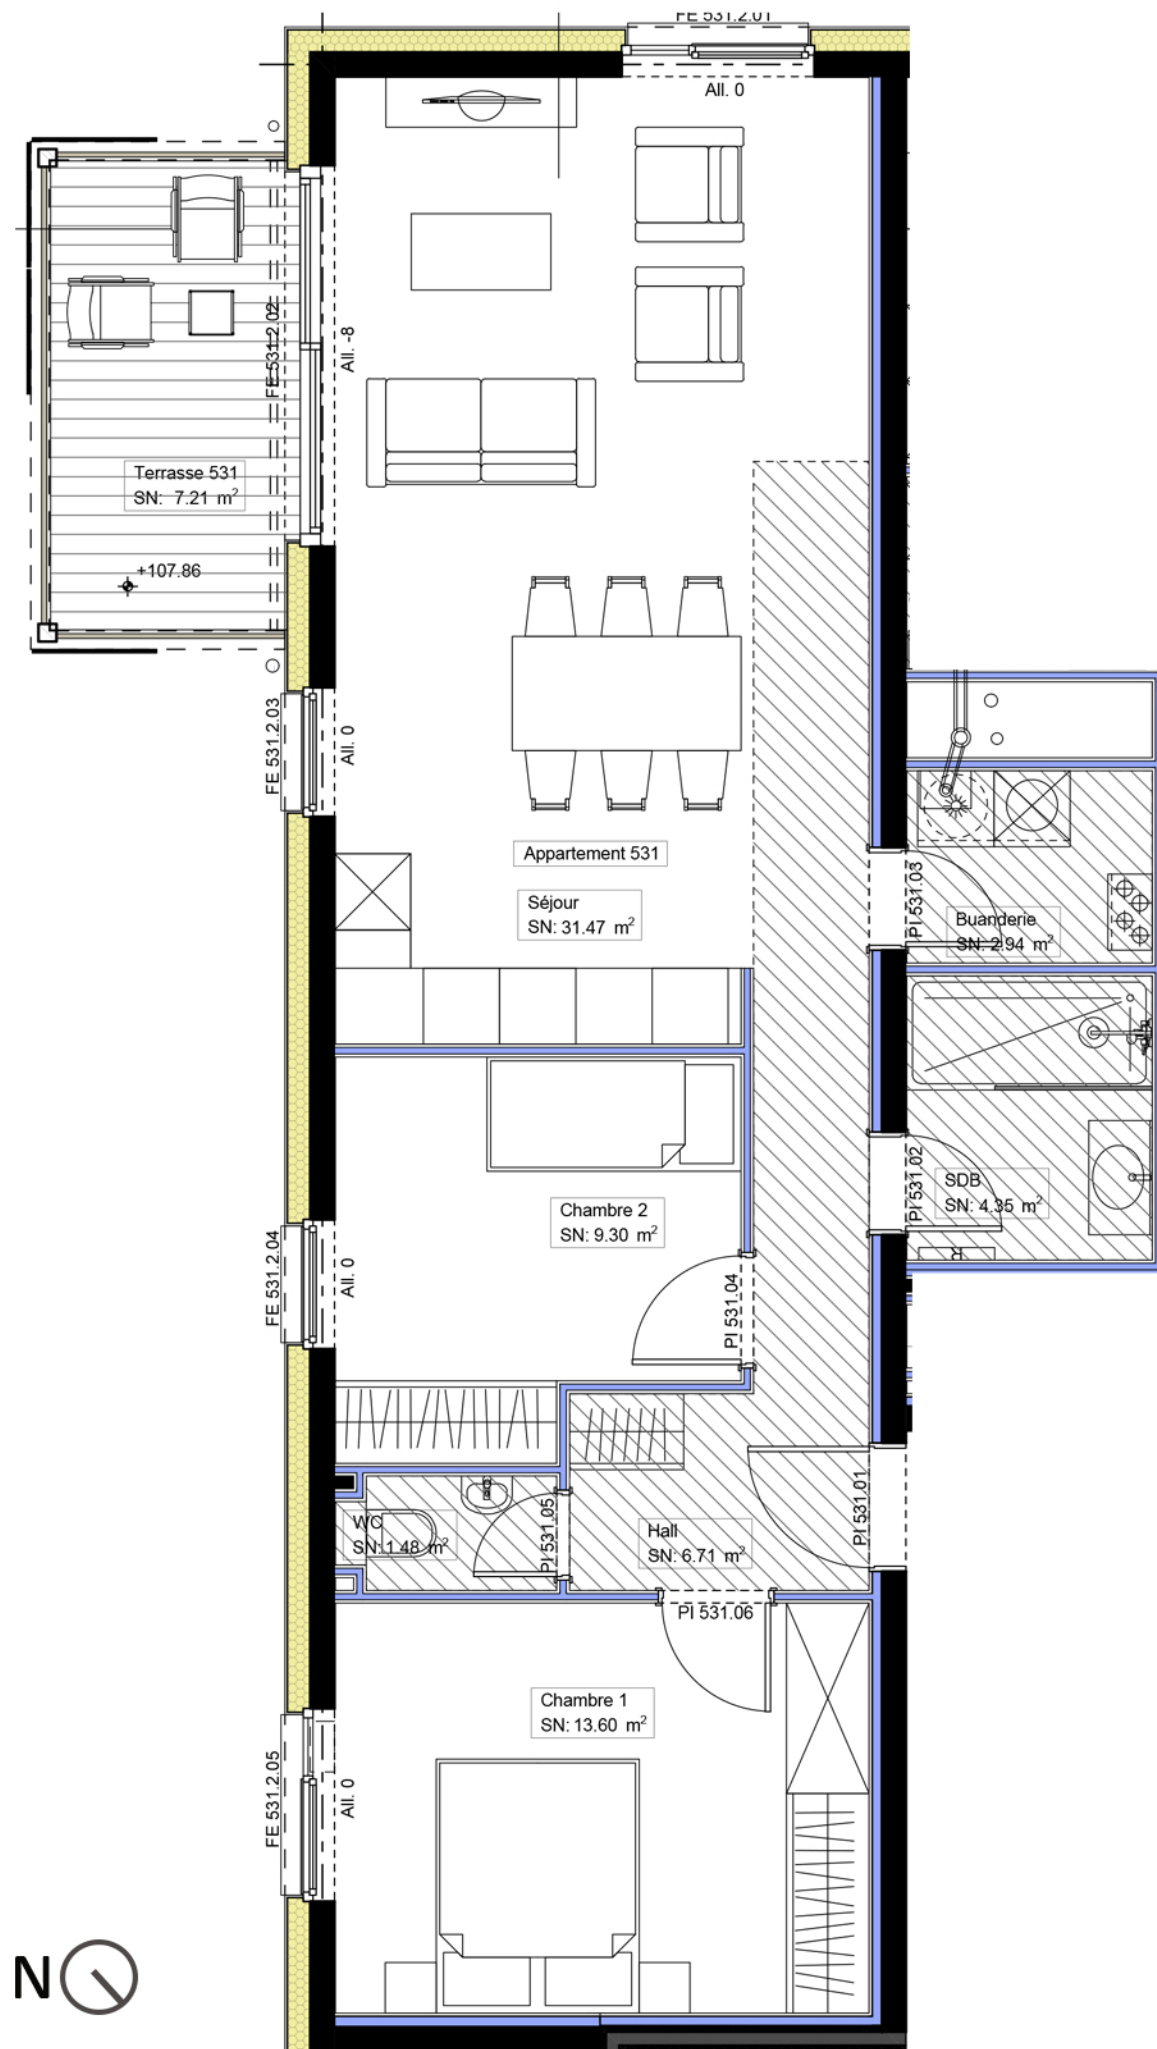 FE 531.2.01
All. 0
FE 531.2.02
All. -8
Terrasse 531
SN: 7.21 m²
+107.86
FE 531.2.03
All. 0
Appartement 531
Séjour
SN: 31.47 m²
PI 531.03
Buanderie
SN: 2.94 m²
PI 531.02
SDB
SN: 4.35 m²
R
Chambre 2
SN: 9.30 m²
FE 531.2.04
All. 0
PI 531.04
WC
SN: 1.48 m²
PI 531.05
Hall
SN: 6.71 m²
PI 531.01
PI 531.06
Chambre 1
SN: 13.60 m²
FE 531.2.05
All. 0
N